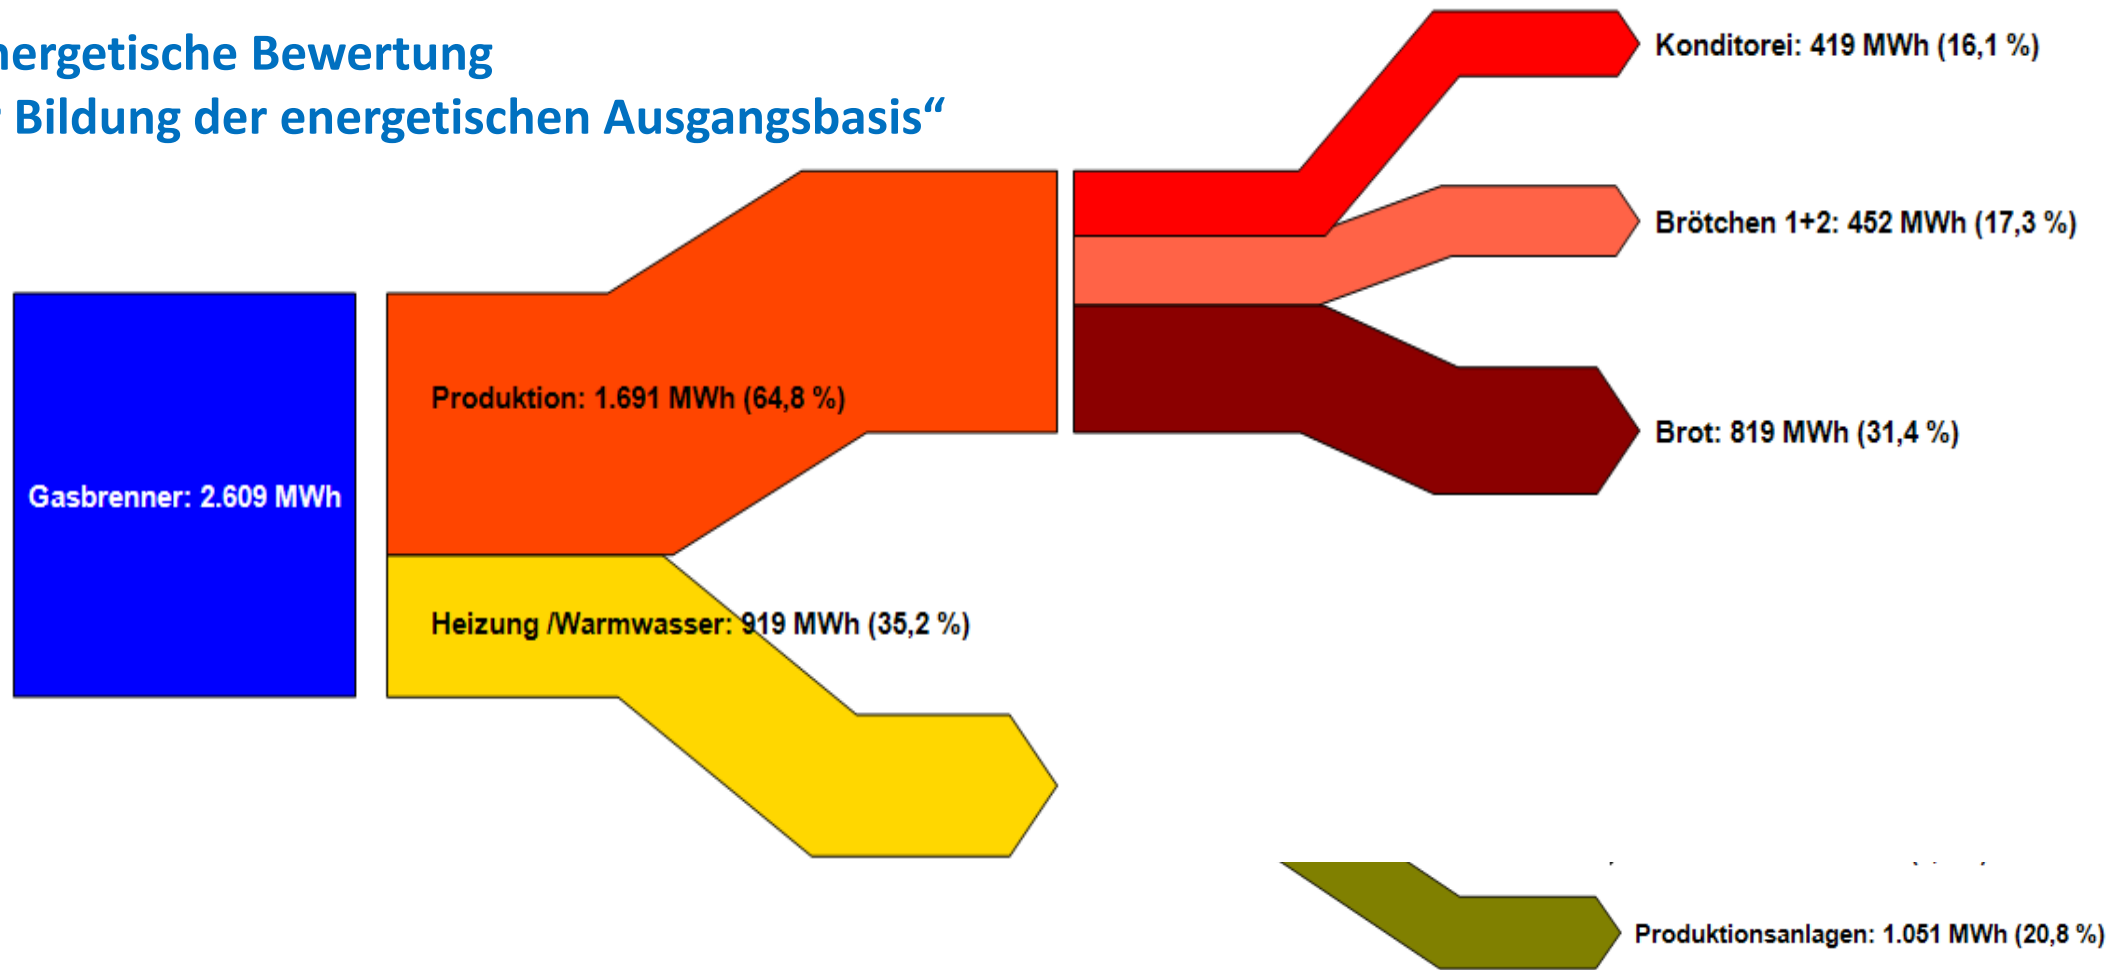 nergetische Bewertung
Bildung der energetischen Ausgangsbasis“
Konditorei: 419 MWh (16,1 %)
Brötchen 1+2: 452 MWh (17,3 %)
Produktion: 1.691 MWh (64,8 %)
Brot: 819 MWh (31,4 %)
Gasbrenner: 2.609 MWh
Heizung /Warmwasser: 919 MWh (35,2 %)
Produktionsanlagen: 1.051 MWh (20,8 %)